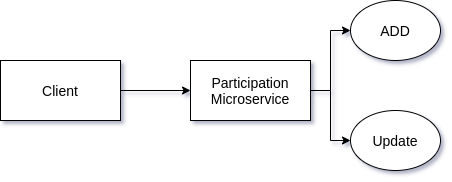 ADD
Client
Participation
Microservice
Update